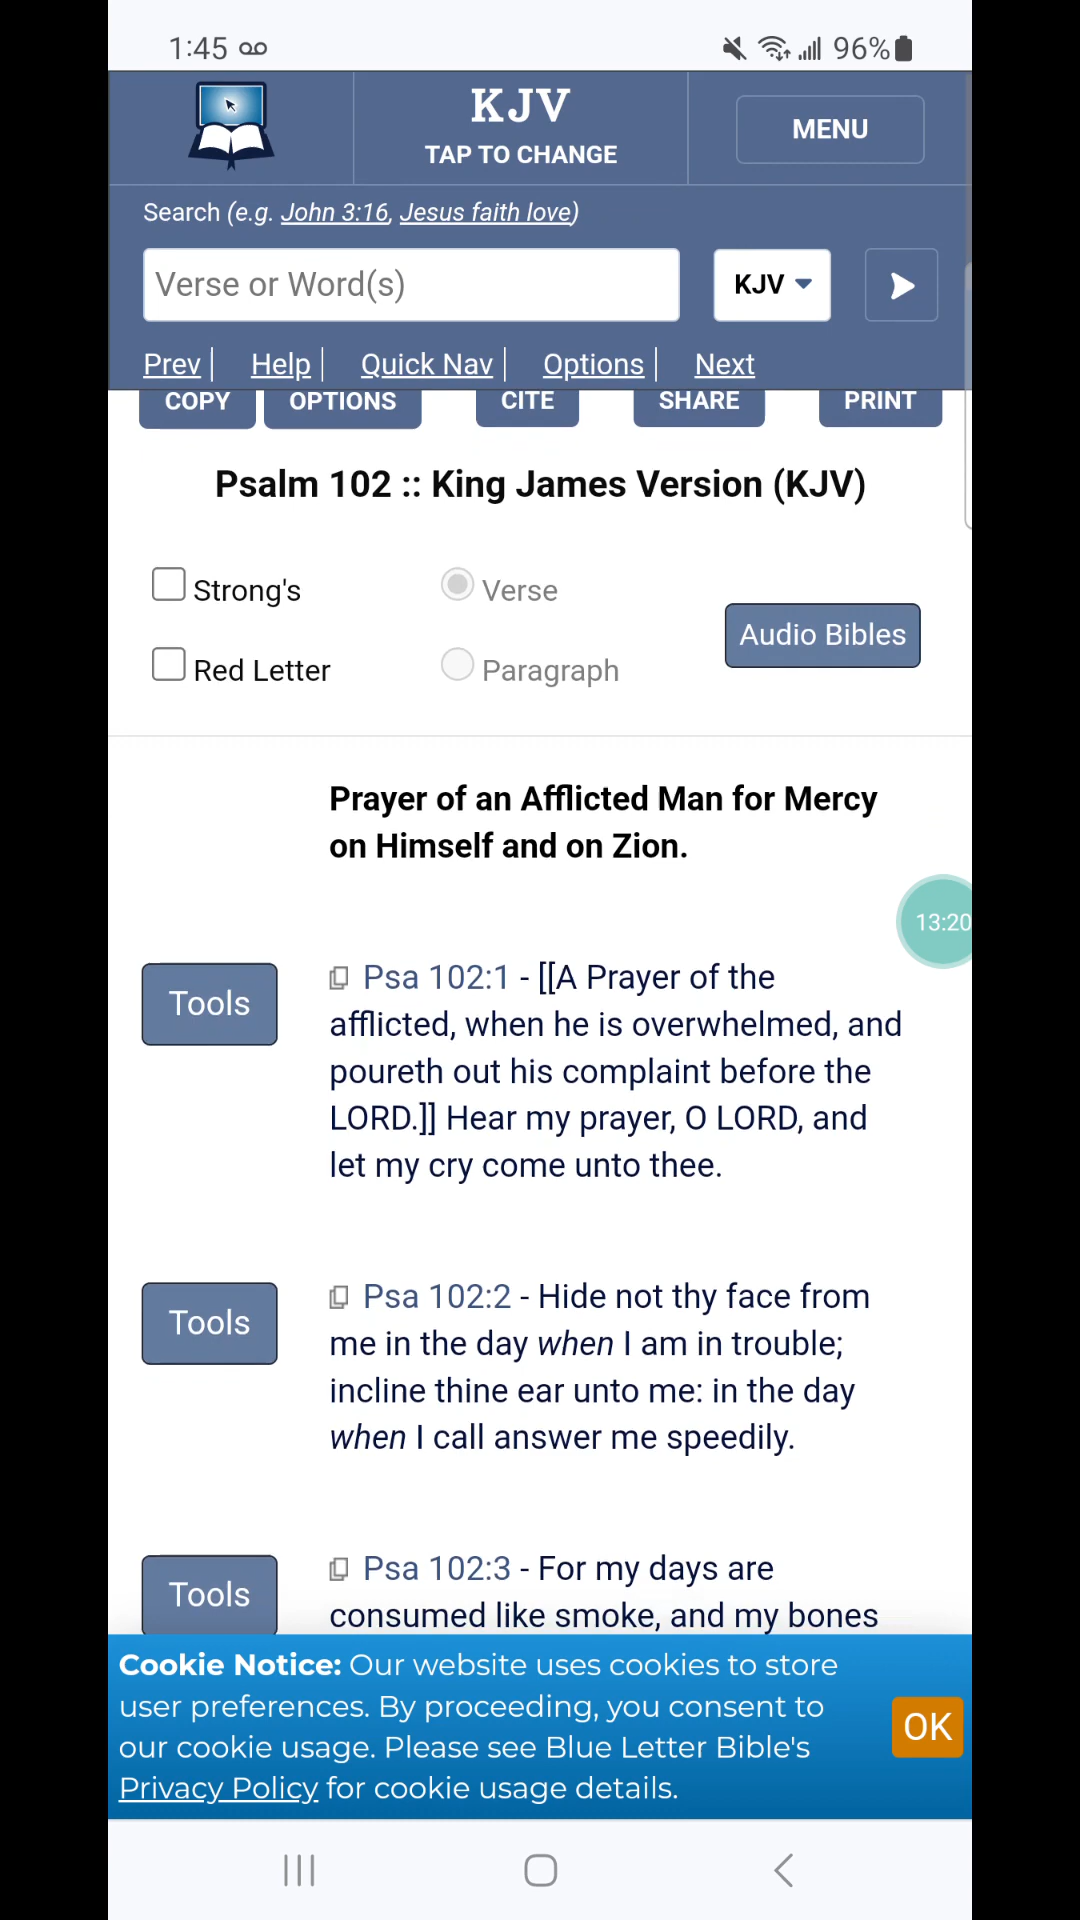 1:45
96%
KJV
TAP TO CHANGE
MENU
Search (e.g. John 3:16, Jesus faith love)
Verse or Word(s)
KJV
Prev | Help | Quick Nav | Options | Next
COPY OPTIONS CITE SHARE PRINT
Psalm 102 :: King James Version (KJV)
Strong's
Verse
Audio Bibles
Red Letter
Paragraph
Prayer of an Afflicted Man for Mercy
on Himself and on Zion.
13:20
Tools
Psa 102:1 - [[A Prayer of the
afflicted, when he is overwhelmed, and
poureth out his complaint before the
LORD.]] Hear my prayer, O LORD, and
let my cry come unto thee.
Tools
Psa 102:2 - Hide not thy face from
me in the day when I am in trouble;
incline thine ear unto me: in the day
when I call answer me speedily.
Tools
Psa 102:3 - For my days are
consumed like smoke, and my bones
Cookie Notice: Our website uses cookies to store
user preferences. By proceeding, you consent to
our cookie usage. Please see Blue Letter Bible's
Privacy Policy for cookie usage details.
OK